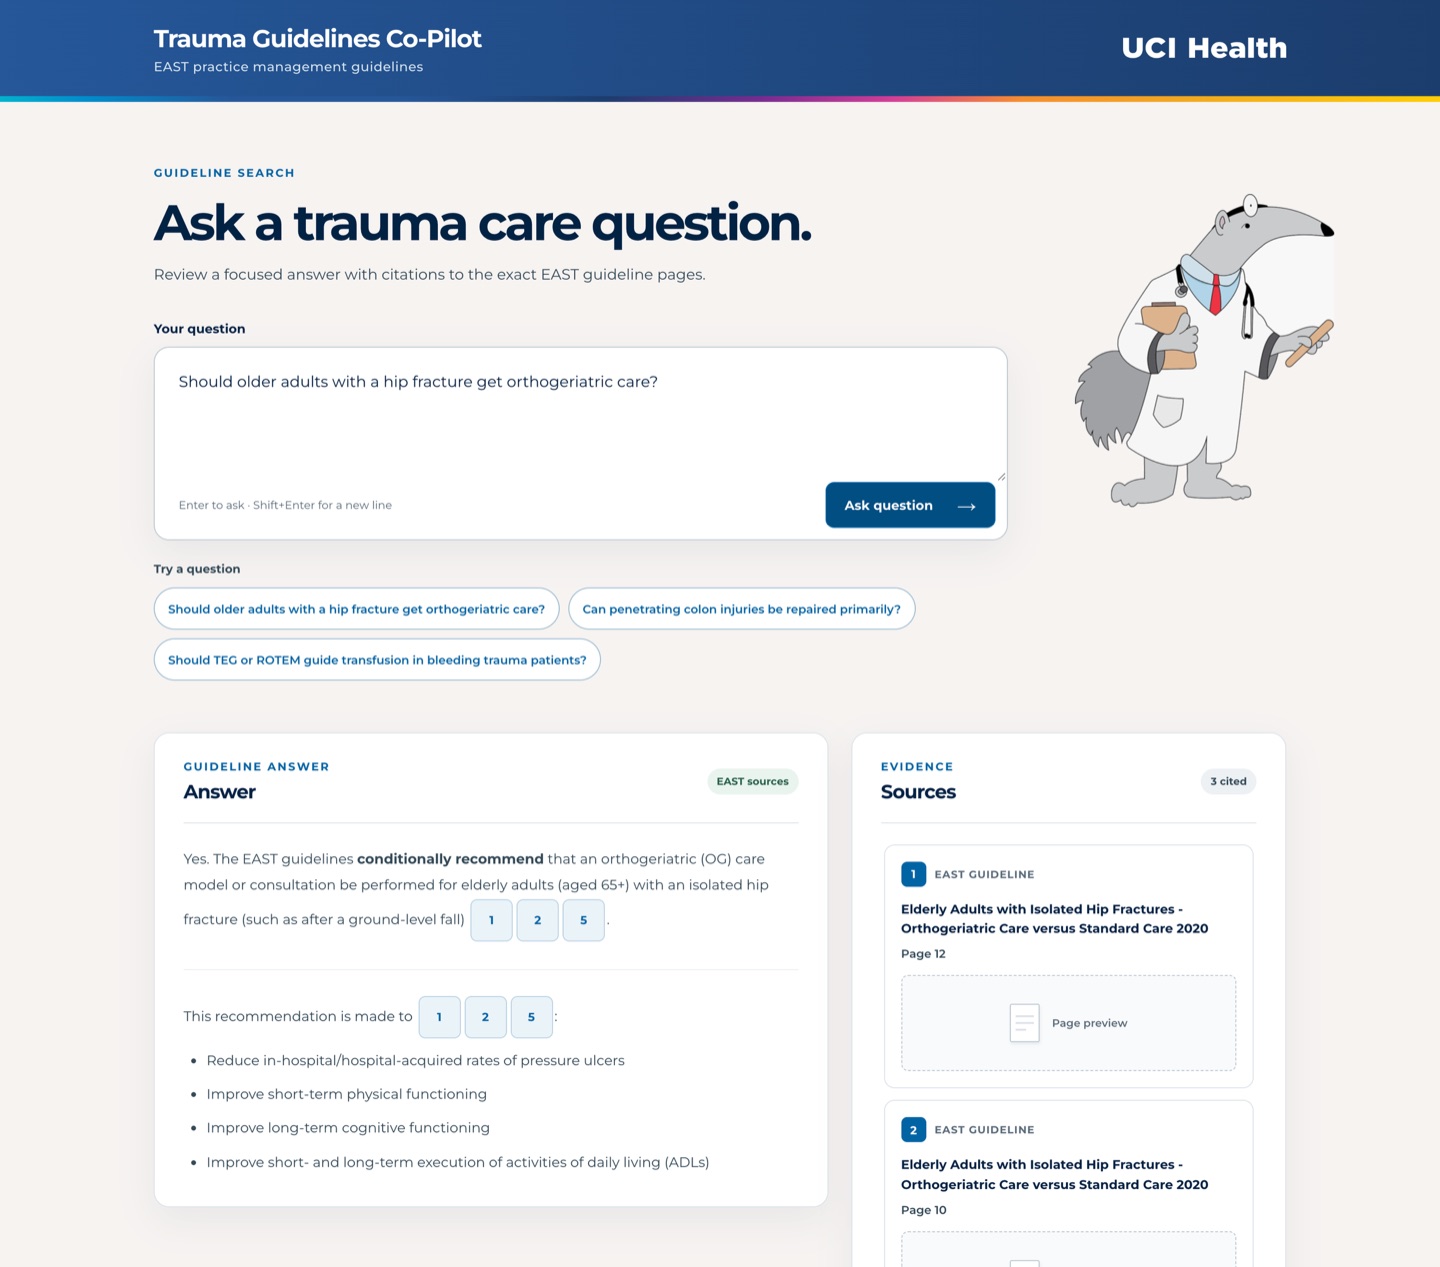 Trauma Guidelines Co-Pilot
EAST practice management guidelines
UCI Health
GUIDELINE SEARCH
Ask a trauma care question.
Review a focused answer with citations to the exact EAST guideline pages.
Your question
Should older adults with a hip fracture get orthogeriatric care?
Enter to ask · Shift+Enter for a new line
Ask question →
Try a question
Should older adults with a hip fracture get orthogeriatric care?
Can penetrating colon injuries be repaired primarily?
Should TEG or ROTEM guide transfusion in bleeding trauma patients?
GUIDELINE ANSWER
Answer
EAST sources
Yes. The EAST guidelines conditionally recommend that an orthogeriatric (OG) care
model or consultation be performed for elderly adults (aged 65+) with an isolated hip
fracture (such as after a ground-level fall) 1 2 5 .
This recommendation is made to 1 2 5 :
• Reduce in-hospital/hospital-acquired rates of pressure ulcers
• Improve short-term physical functioning
• Improve long-term cognitive functioning
• Improve short- and long-term execution of activities of daily living (ADLs)
EVIDENCE
Sources
3 cited
1 EAST GUIDELINE
Elderly Adults with Isolated Hip Fractures -
Orthogeriatric Care versus Standard Care 2020
Page 12
Page preview
2 EAST GUIDELINE
Elderly Adults with Isolated Hip Fractures -
Orthogeriatric Care versus Standard Care 2020
Page 10